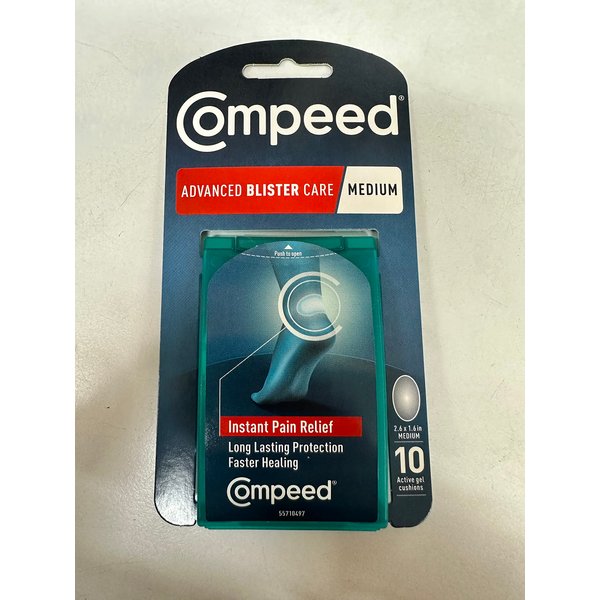 Compeed®
ADVANCED BLISTER CARE MEDIUM
Push to open
Instant Pain Relief
Long Lasting Protection
Faster Healing
Compeed®
55710497
2.6 x 1.6 in
MEDIUM
10
Active gel
cushions